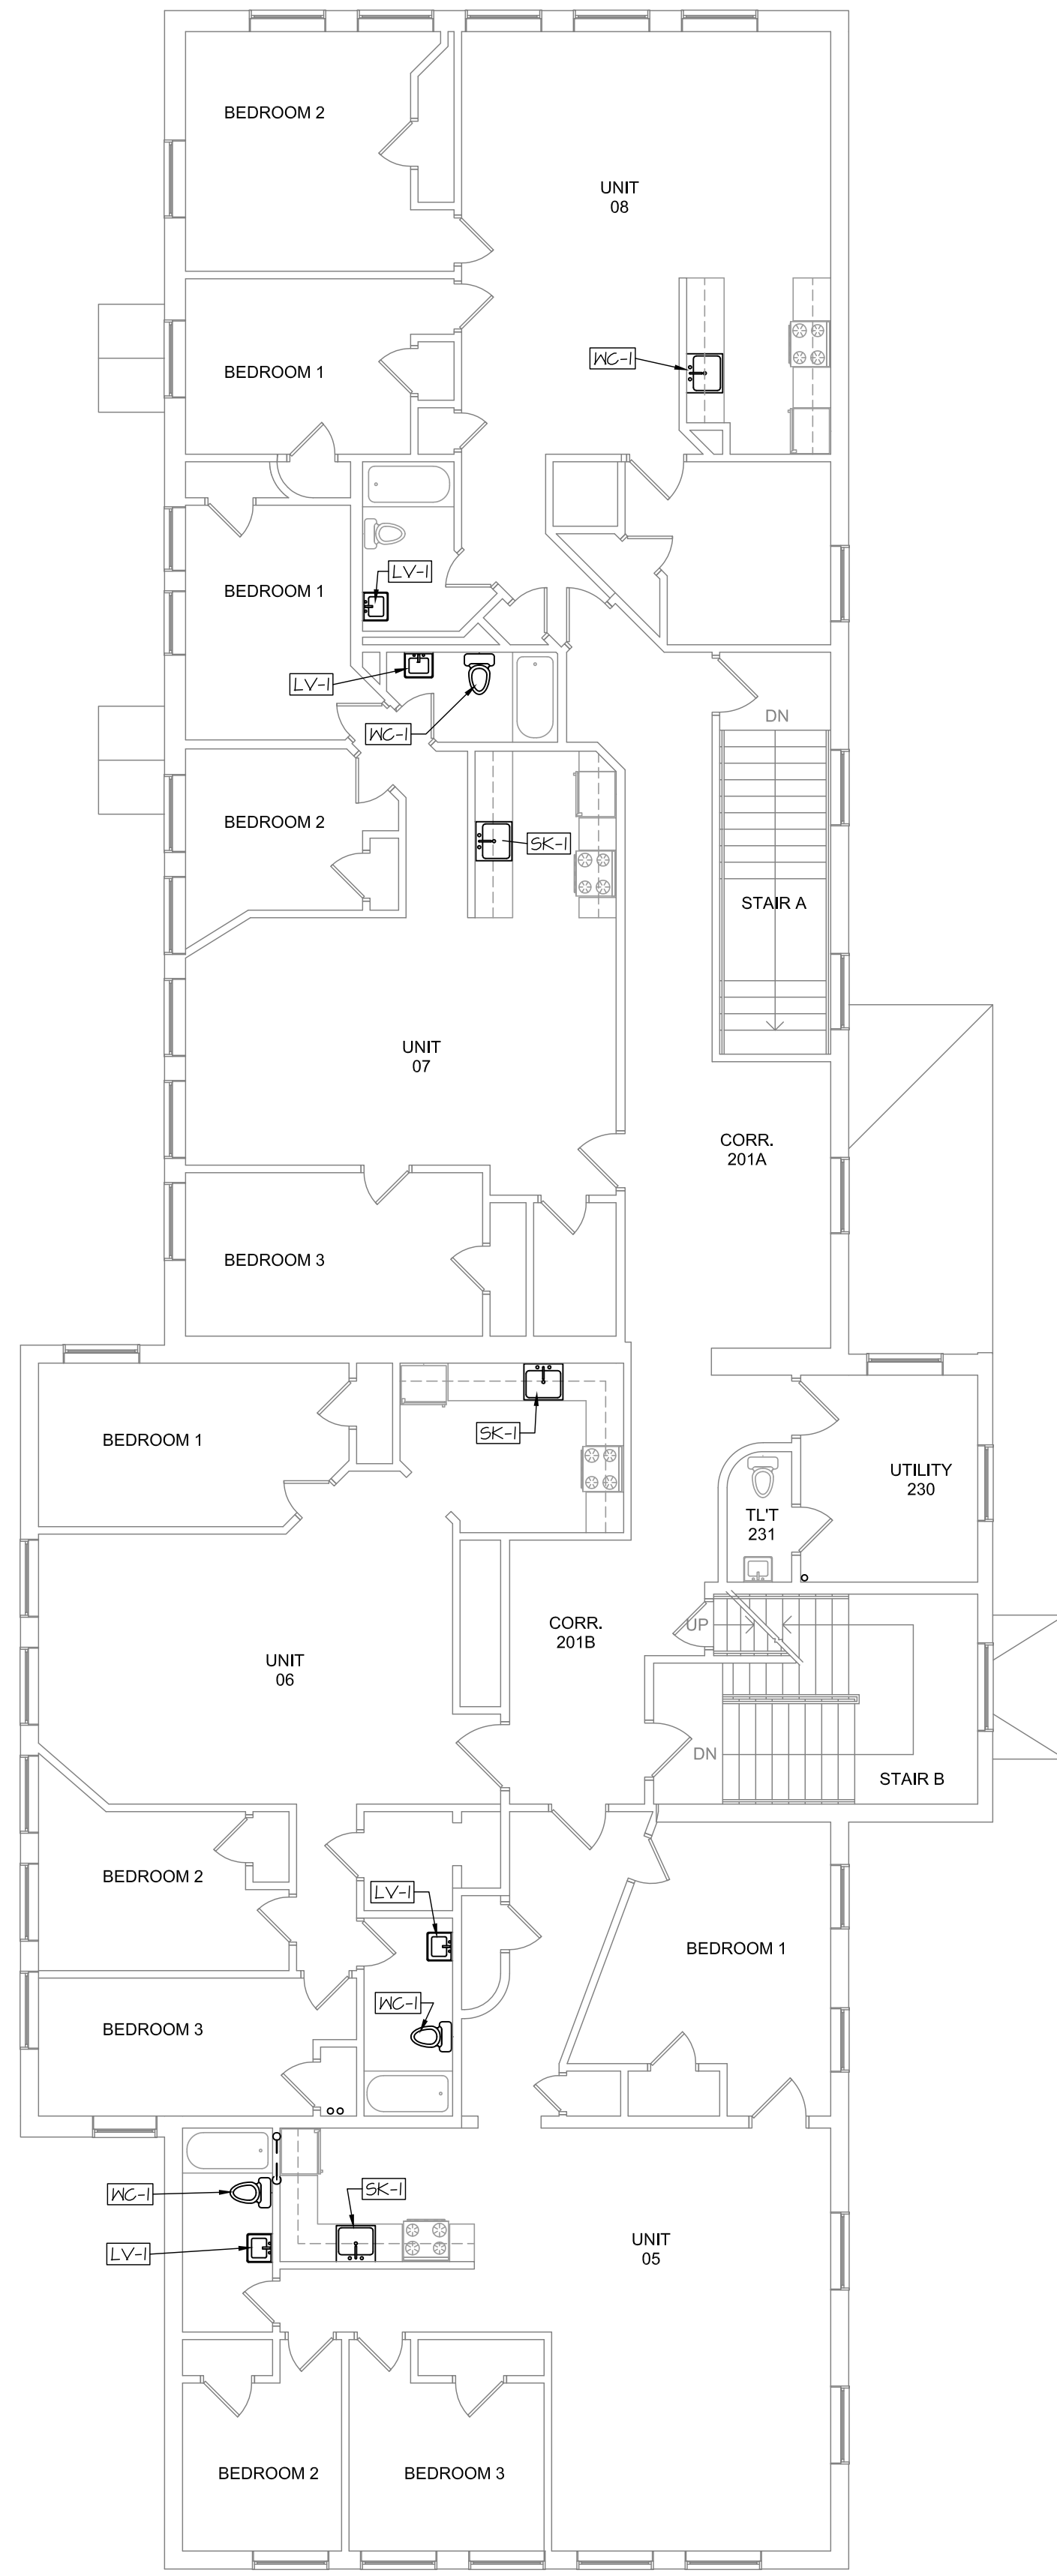 BEDROOM 2
UNIT
08
WC-1
BEDROOM 1
BEDROOM 1
LV-1
LV-1
WC-1
DN
BEDROOM 2
SK-1
STAIR A
UNIT
07
CORR.
201A
BEDROOM 3
SK-1
BEDROOM 1
UTILITY
230
TL'T
231
UP
CORR.
201B
UNIT
06
DN
STAIR B
BEDROOM 2
LV-1
BEDROOM 1
WC-1
BEDROOM 3
WC-1
SK-1
LV-1
UNIT
05
BEDROOM 2
BEDROOM 3